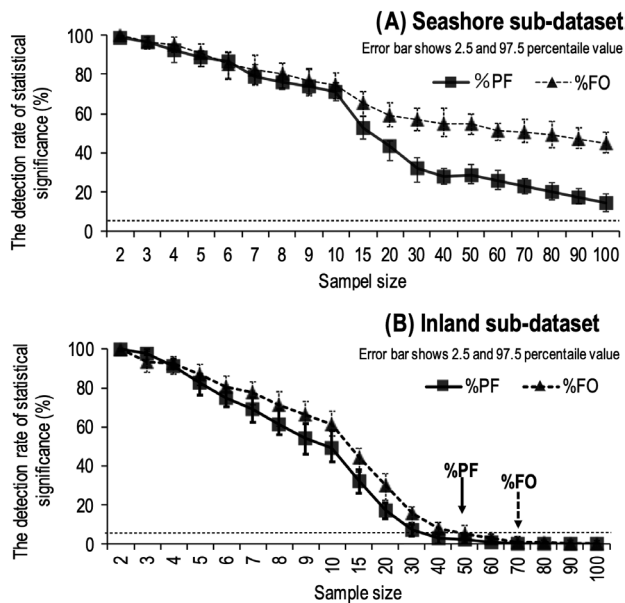 (A) Seashore sub-dataset
Error bar shows 2.5 and 97.5 percentaile value
%PF %FO
The detection rate of statistical
significance (%)
100
80
60
40
20
0
2 3 4 5 6 7 8 9 10 15 20 30 40 50 60 70 80 90 100
Sampel size
(B) Inland sub-dataset
Error bar shows 2.5 and 97.5 percentaile value
%PF %FO
The detection rate of statistical
significance (%)
100
80
60
40
20
0
%PF
%FO
2 3 4 5 6 7 8 9 10 15 20 30 40 50 60 70 80 90 100
Sample size